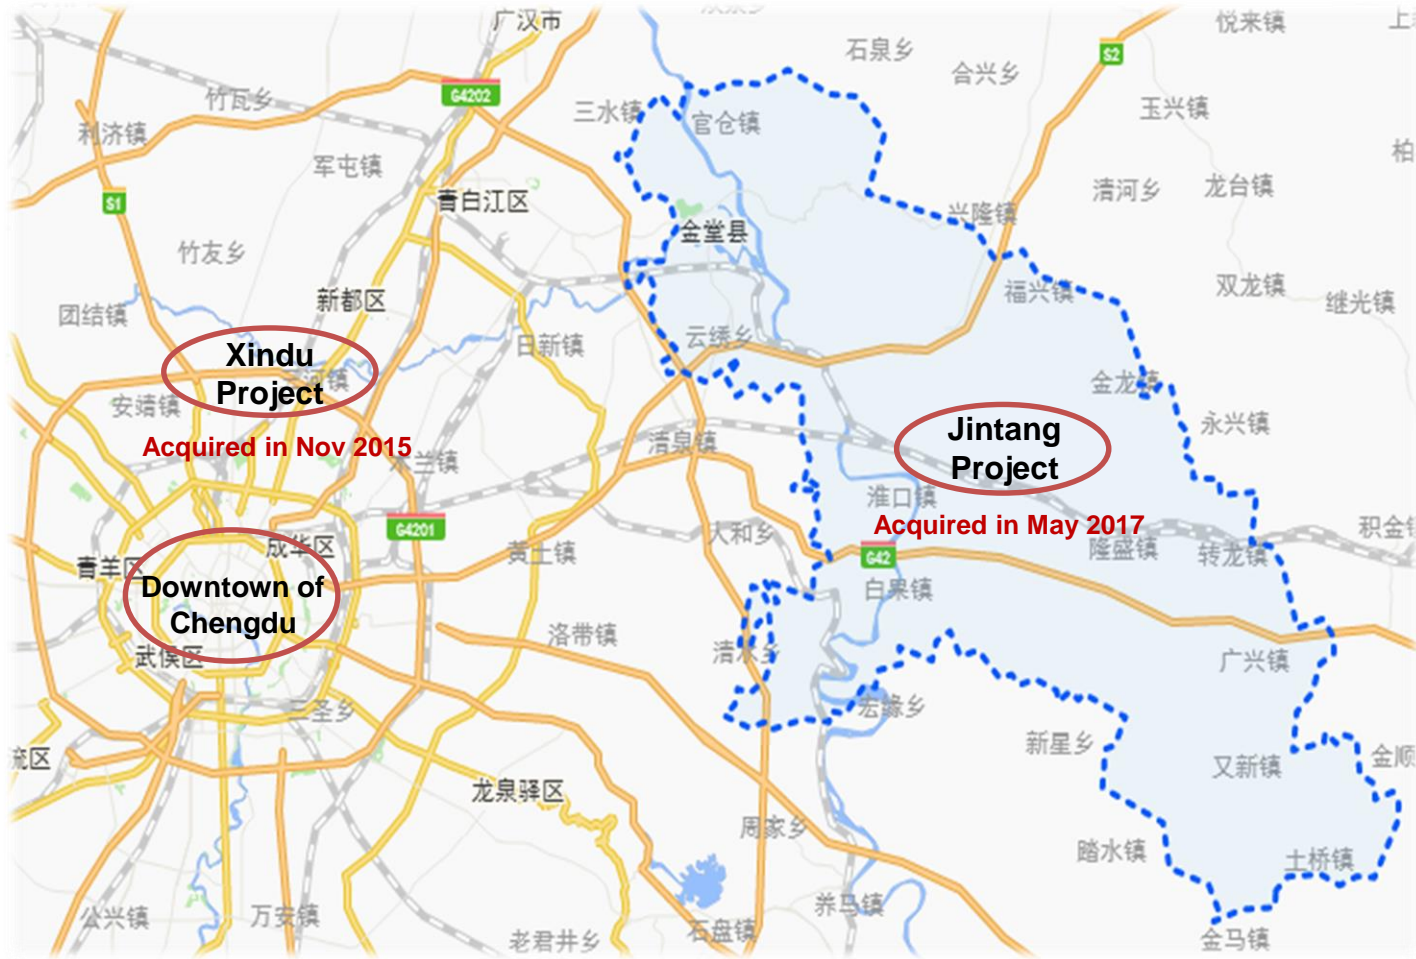 广汉市
悦来镇
石泉乡
S2
合兴乡
G4202
竹瓦乡
三水镇
官仓镇
玉兴镇
利济镇
军屯镇
S1
青白江区
清河乡
龙台镇
兴隆镇
金堂县
竹友乡
新都区
福兴镇
双龙镇
继光镇
团结镇
云绣乡
日新镇
Xindu
Project
金龙镇
安靖镇
永兴镇
Acquired in Nov 2015
木兰镇
清泉镇
Jintang
Project
淮口镇
G4201
Acquired in May 2017
人和乡
成华区
黄土镇
G42
隆盛镇
转龙镇
青羊区
Downtown of
Chengdu
白果镇
洛带镇
清水乡
武侯区
广兴镇
三圣乡
宏缘乡
新星乡
流区
又新镇
金顺
龙泉驿区
周家乡
踏水镇
土桥镇
公兴镇
万安镇
养马镇
老君井乡
石盘镇
金马镇